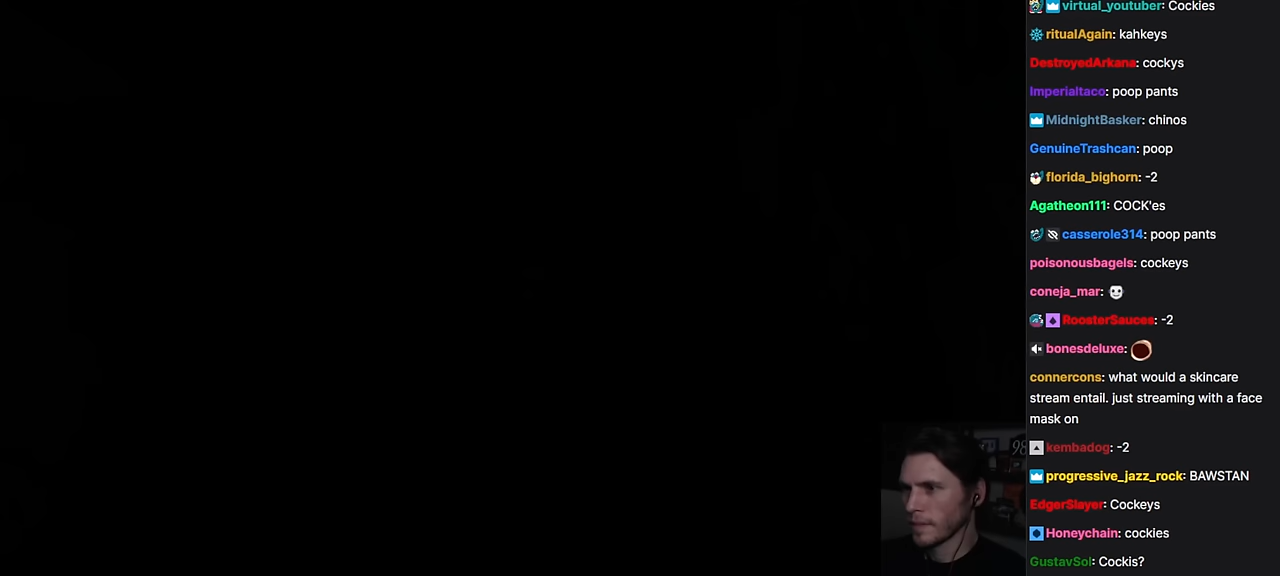 virtual_youtuber: Cockies
ritualAgain: kahkeys
DestroyedArkana: cockys
Imperialtaco: poop pants
MidnightBasker: chinos
GenuineTrashcan: poop
florida_bighorn: -2
Agatheon111: COCK'es
casserole314: poop pants
poisonousbagels: cockeys
coneja_mar:
RoosterSauces: -2
bonesdeluxe:
connercons: what would a skincare
stream entail. just streaming with a face
mask on
kembadog: -2
progressive_jazz_rock: BAWSTAN
EdgerSlayer: Cockeys
Honeychain: cockies
GustavSol: Cockis?
98